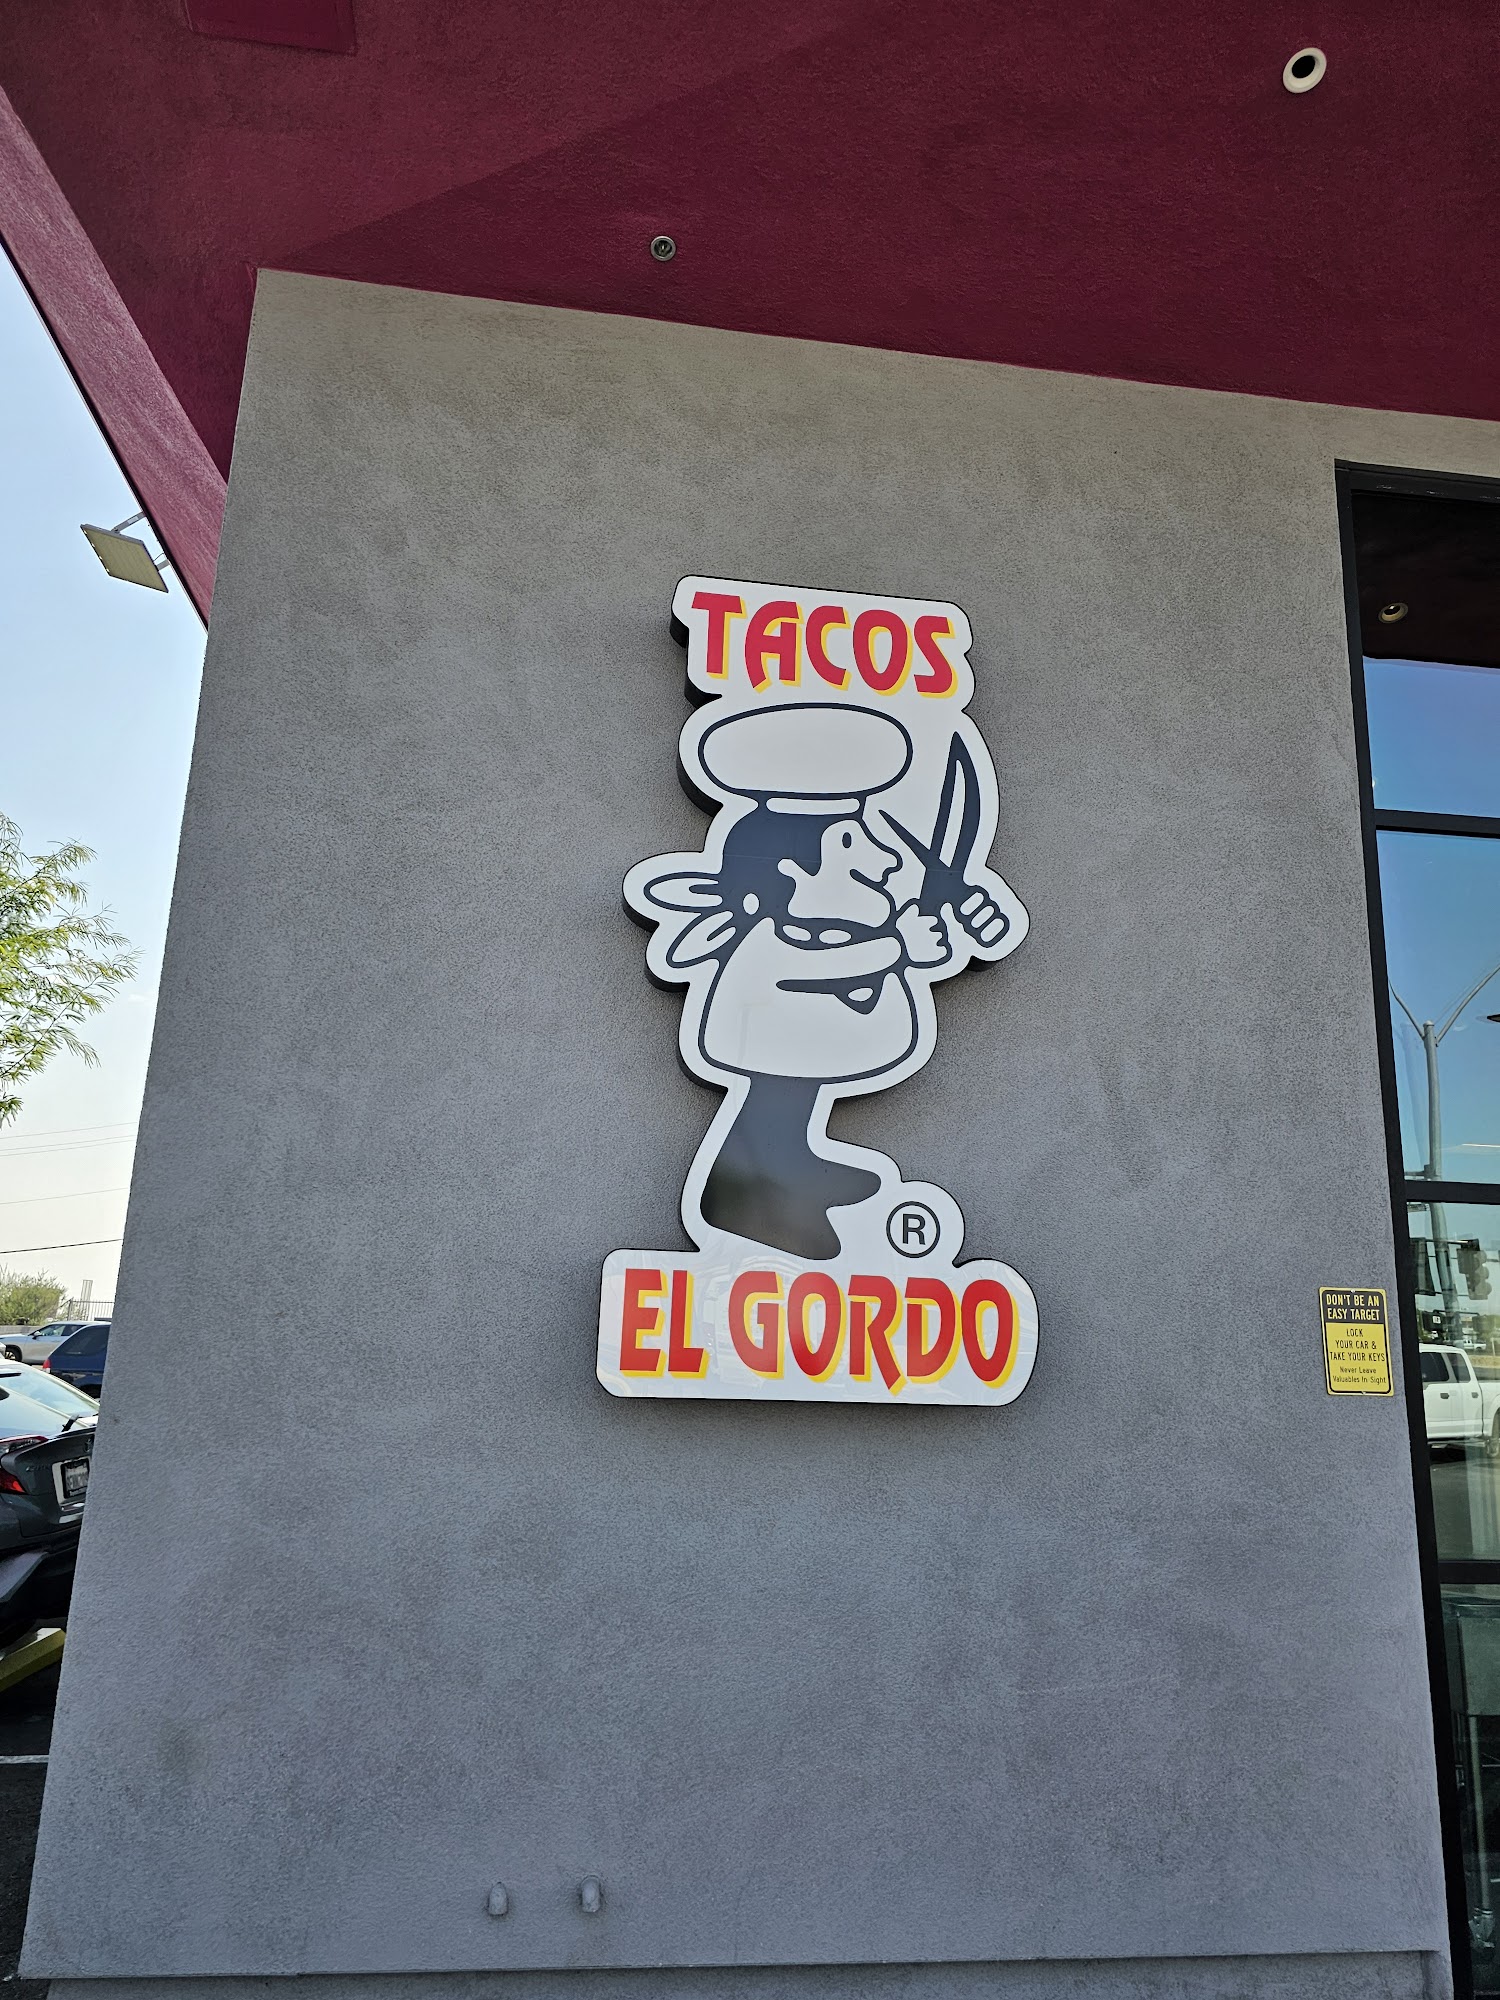 TACOS
®
EL GORDO
DON'T BE AN
EASY TARGET
LOCK
YOUR CAR &
TAKE YOUR KEYS
Never Leave
Valuables In Sight